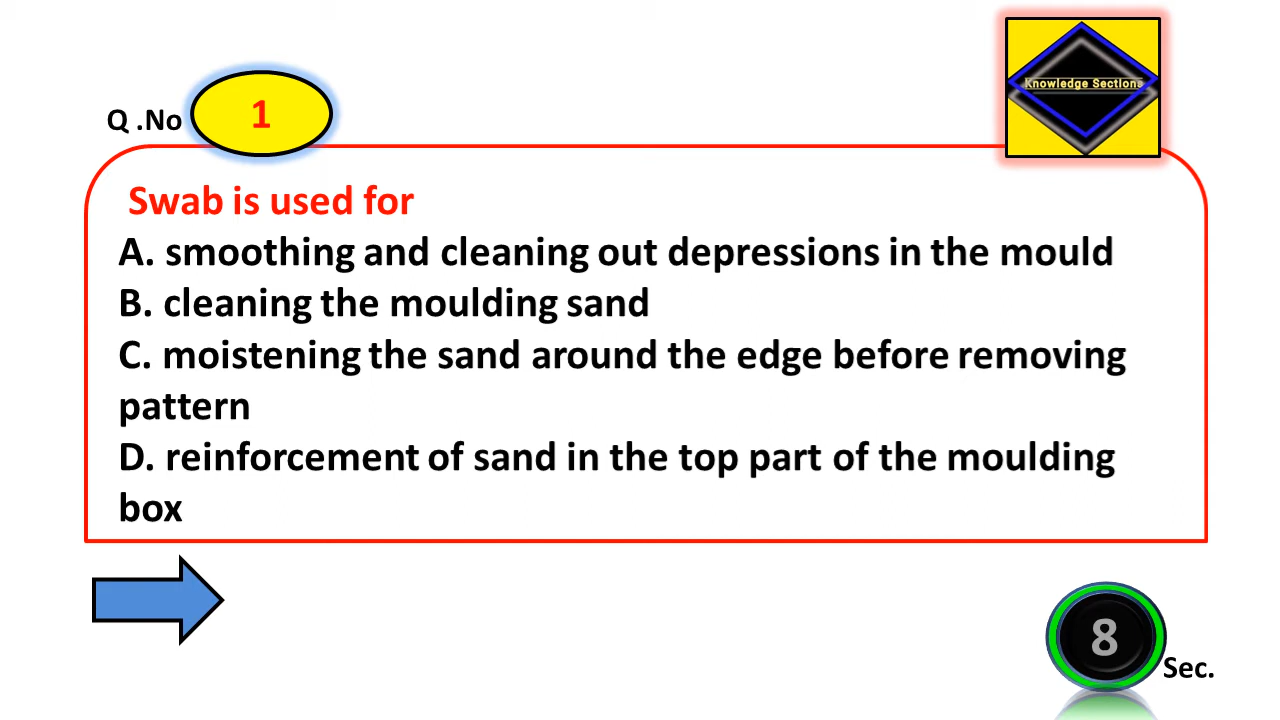 Knowledge Sections
Q .No 1
Swab is used for
A. smoothing and cleaning out depressions in the mould
B. cleaning the moulding sand
C. moistening the sand around the edge before removing
pattern
D. reinforcement of sand in the top part of the moulding
box
8 Sec.